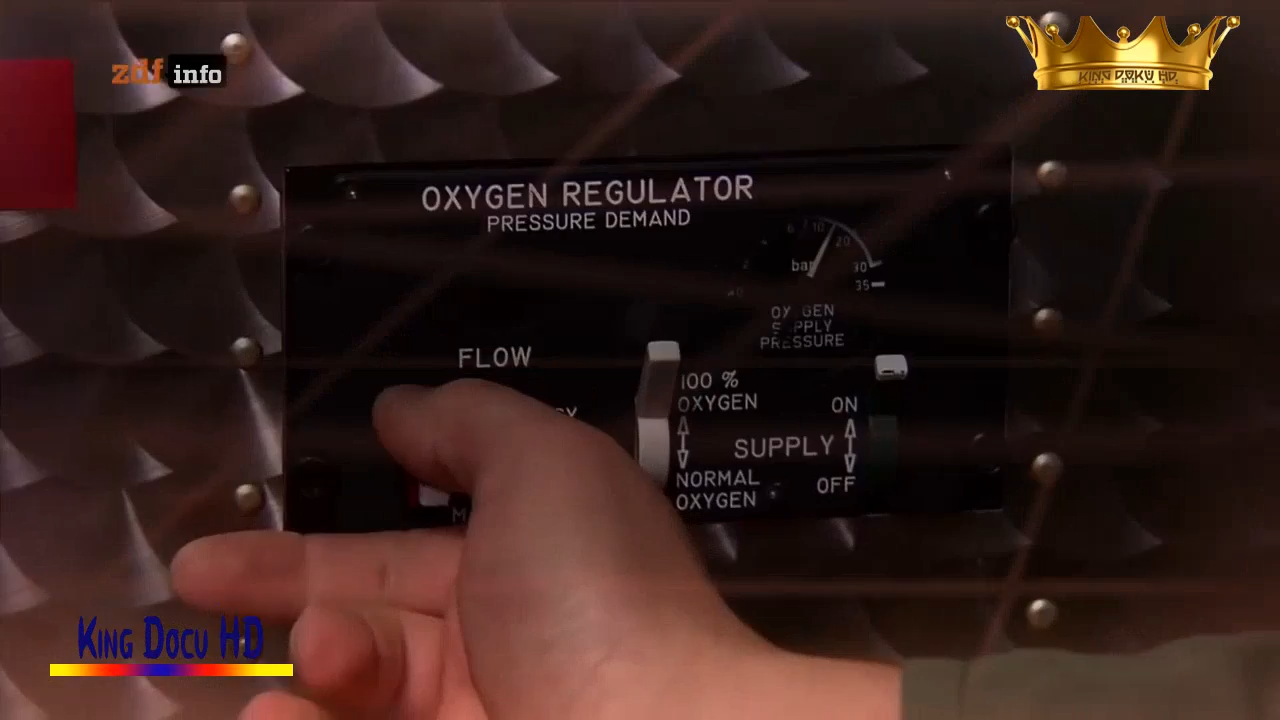 zdf info
KING DOKU HD
OXYGEN REGULATOR
PRESSURE DEMAND
6 10 20 30 35
bar
OXYGEN
SUPPLY
PRESSURE
FLOW
100 %
OXYGEN
ON
SUPPLY
NORMAL
OXYGEN
OFF
KING DOCU HD